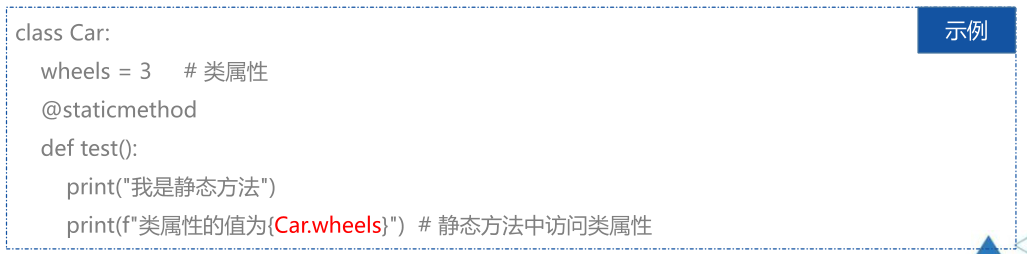 示例
class Car:
    wheels = 3     # 类属性
    @staticmethod
    def test():
        print("我是静态方法")
        print(f"类属性的值为{Car.wheels}")  # 静态方法中访问类属性